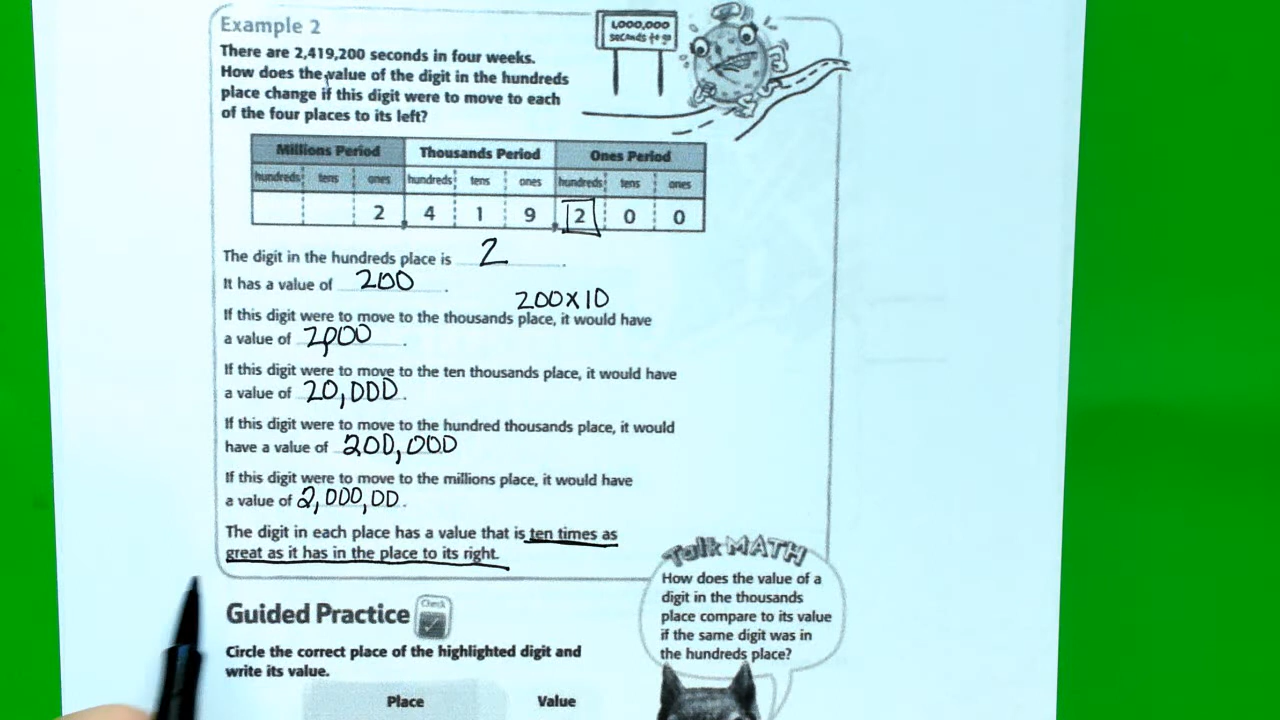 Example 2
1,000,000
seconds to go
There are 2,419,200 seconds in four weeks.
How does the value of the digit in the hundreds
place change if this digit were to move to each
of the four places to its left?
Millions Period Thousands Period Ones Period
hundreds tens ones hundreds tens ones hundreds tens ones
2 4 1 9 2 0 0
The digit in the hundreds place is 2.
It has a value of 200.
200x10
If this digit were to move to the thousands place, it would have
a value of 2,000.
If this digit were to move to the ten thousands place, it would have
a value of 20,000.
If this digit were to move to the hundred thousands place, it would
have a value of 200,000
If this digit were to move to the millions place, it would have
a value of 2,000,00.
The digit in each place has a value that is ten times as
great as it has in the place to its right.
Talk MATH
How does the value of a
digit in the thousands
place compare to its value
if the same digit was in
the hundreds place?
Guided Practice Check
Circle the correct place of the highlighted digit and
write its value.
Place Value